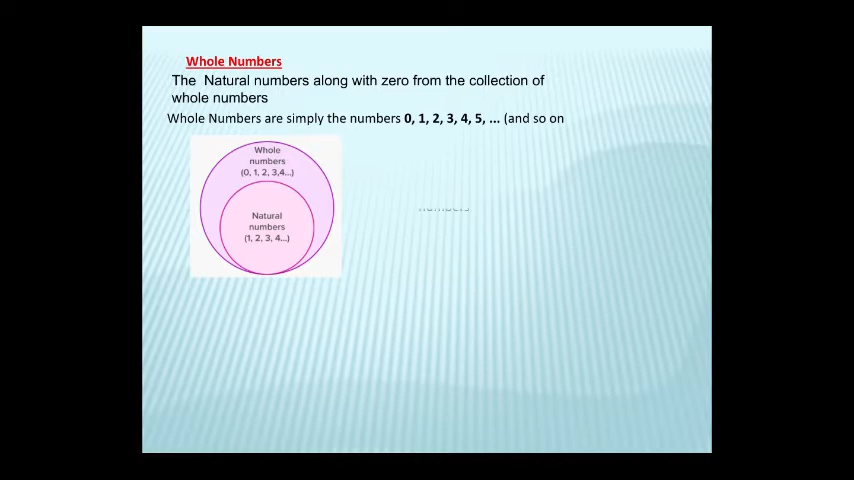 Whole Numbers
The Natural numbers along with zero from the collection of
whole numbers
Whole Numbers are simply the numbers 0, 1, 2, 3, 4, 5, ... (and so on
Whole
numbers
(0, 1, 2, 3,4...)
Natural
numbers
(1, 2, 3, 4...)
numbers